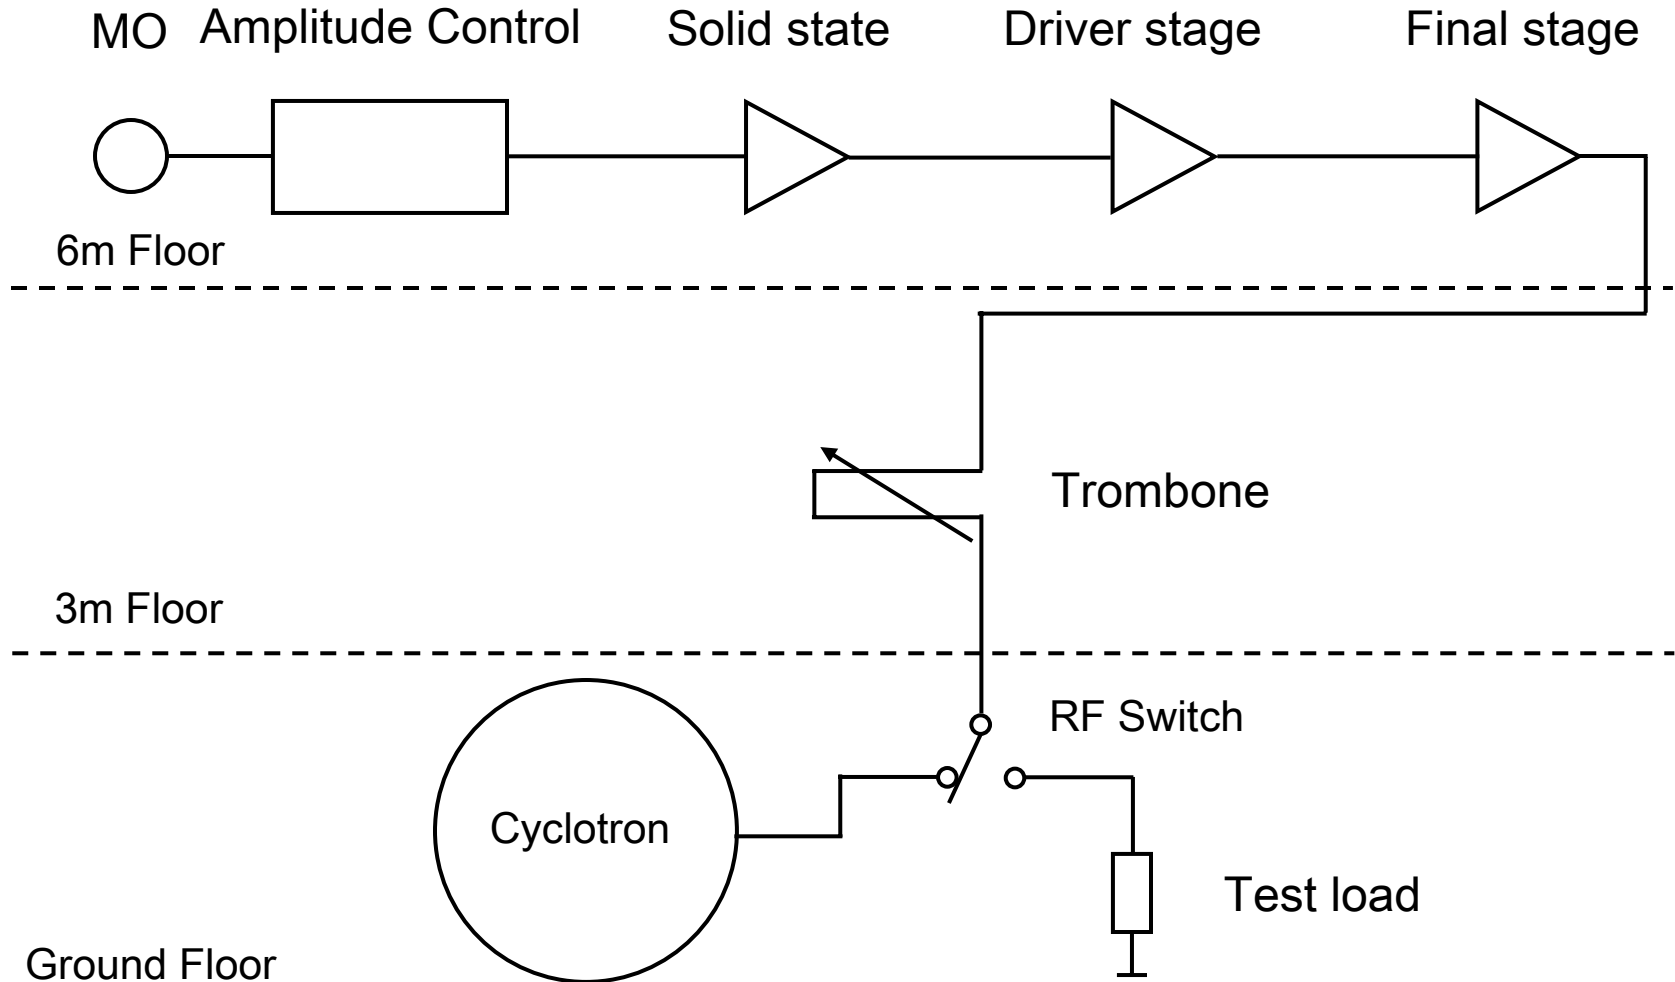 MO Amplitude Control Solid state Driver stage Final stage
6m Floor
Trombone
3m Floor
RF Switch
Cyclotron
Test load
Ground Floor